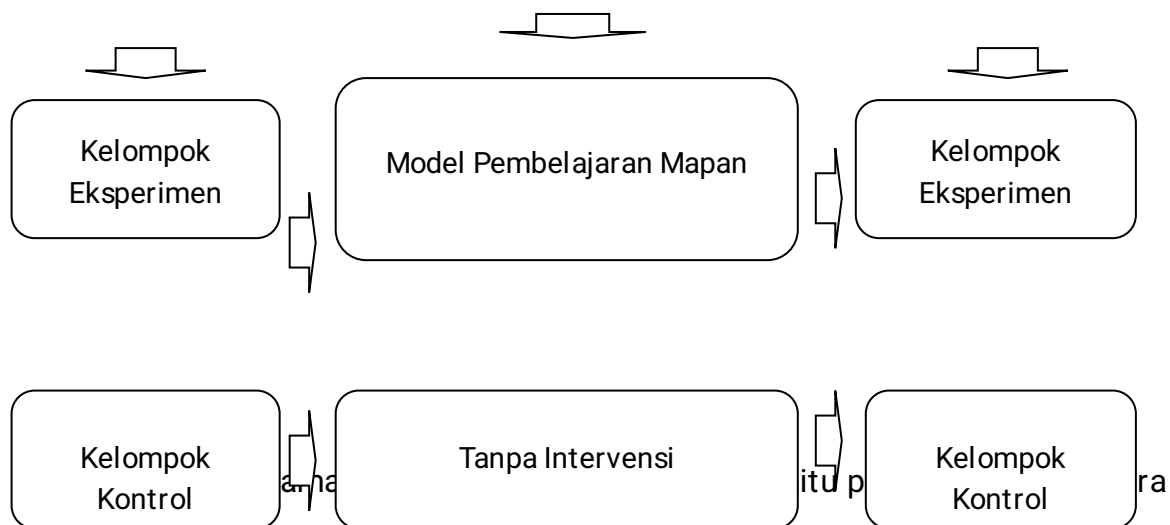 Kelompok
Eksperimen
Model Pembelajaran Mapan
Kelompok
Eksperimen
Kelompok
Kontrol
Tanpa Intervensi
Kelompok
Kontrol